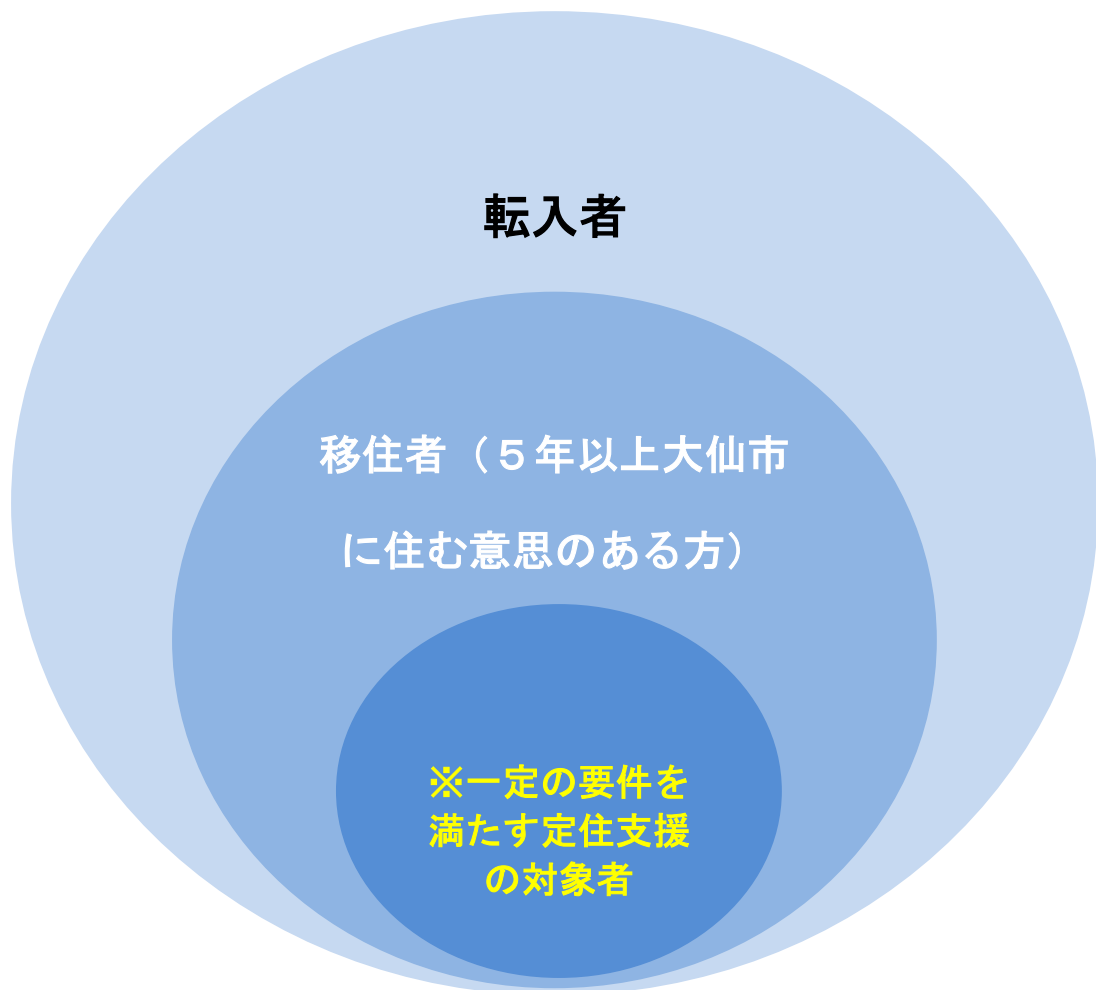 転入者
移住者（５年以上大仙市
に住む意思のある方）
※一定の要件を
満たす定住支援
の対象者